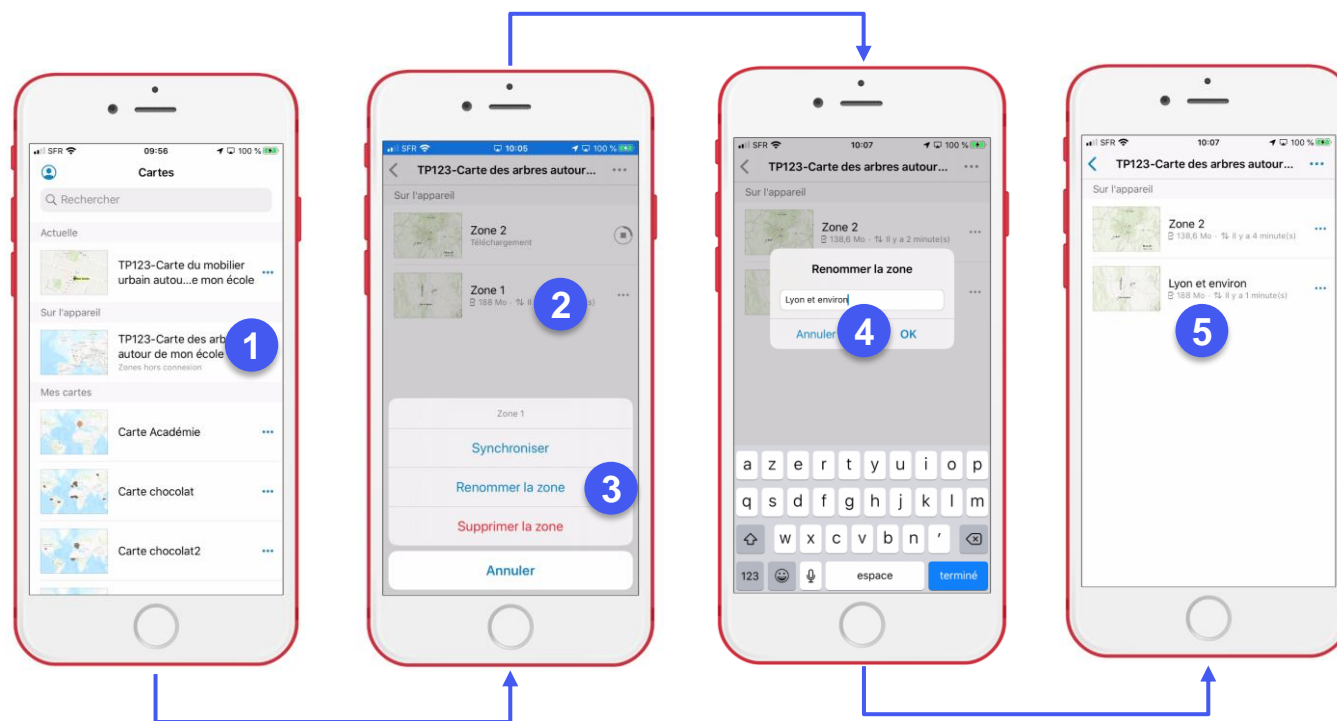 SFR 09:56 100 %
Cartes
Rechercher
Actuelle
TP123-Carte du mobilier
urbain autou...e mon école
Sur l'appareil
TP123-Carte des arb
autour de mon école
Zones hors connexion
1
Mes cartes
Carte Académie
Carte chocolat
Carte chocolat2
SFR 10:05 100 %
TP123-Carte des arbres autour...
Sur l'appareil
Zone 2
Téléchargement
Zone 1
188 Mo · Il (s)
2
Zone 1
Synchroniser
Renommer la zone
3
Supprimer la zone
Annuler
SFR 10:07 100 %
TP123-Carte des arbres autour...
Sur l'appareil
Zone 2
138,6 Mo · Il y a 2 minute(s)
Renommer la zone
Lyon et environ
Annuler OK
4
a z e r t y u i o p
q s d f g h j k l m
w x c v b n '
123 espace terminé
SFR 10:07 100 %
TP123-Carte des arbres autour...
Sur l'appareil
Zone 2
138,6 Mo · Il y a 4 minute(s)
Lyon et environ
188 Mo · Il y a 1 minute(s)
5